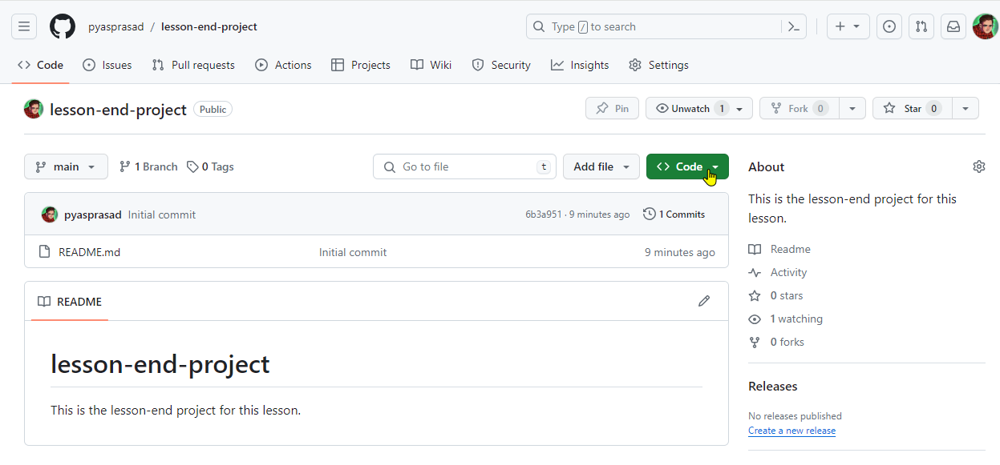 pyasprasad / lesson-end-project
Type / to search
Code Issues Pull requests Actions Projects Wiki Security Insights Settings
lesson-end-project Public
Pin Unwatch 1 Fork 0 Star 0
main 1 Branch 0 Tags Go to file t Add file Code
About
This is the lesson-end project for this
lesson.
pyasprasad Initial commit 6b3a951 · 9 minutes ago 1 Commits
README.md Initial commit 9 minutes ago
Readme
Activity
0 stars
1 watching
0 forks
README
lesson-end-project
This is the lesson-end project for this lesson.
Releases
No releases published
Create a new release